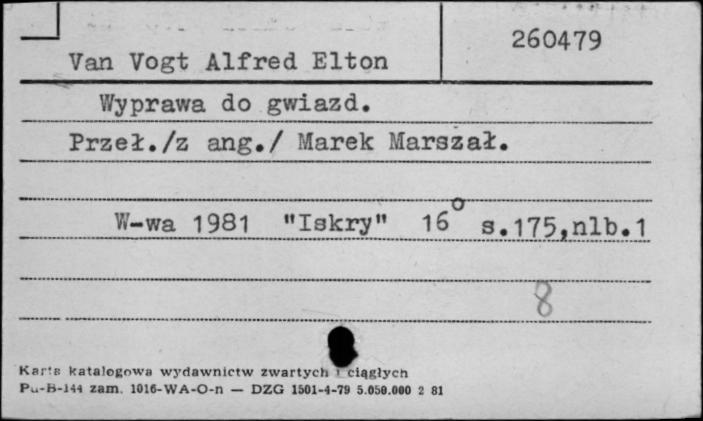 260479
Van Vogt Alfred Elton
Wyprawa do gwiazd.
Przeł./z ang./ Marek Marszał.
W-wa 1981 "Iskry" 16° s.175,nlb.1
8
Karta katalogowa wydawnictw zwartych i ciągłych
Pu-B-144 zam. 1016-WA-O-n — DZG 1501-4-79 5.050.000 2 81